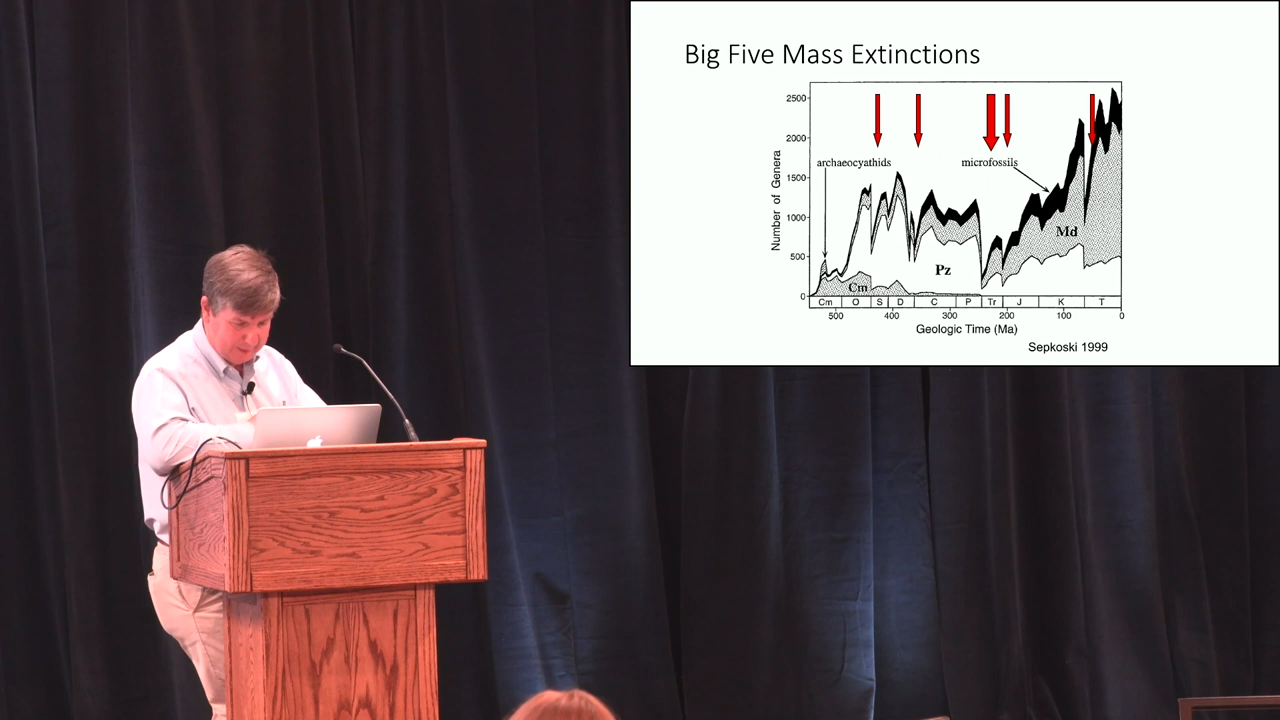 Big Five Mass Extinctions
2500
2000
1500
1000
500
0
Number of Genera
archaeocyathids
microfossils
Cm
Pz
Md
Cm O S D C P Tr J K T
500 400 300 200 100 0
Geologic Time (Ma)
Sepkoski 1999